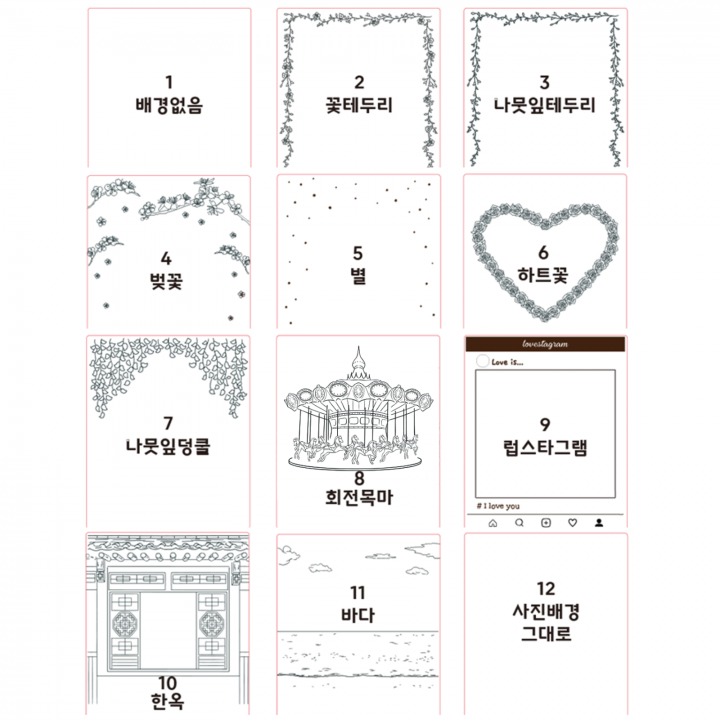 1
배경없음
2
꽃테두리
3
나뭇잎테두리
4
벚꽃
5
별
6
하트꽃
7
나뭇잎덩쿨
8
회전목마
lovestagram
Love is...
9
럽스타그램
# I love you
10
한옥
11
바다
12
사진배경
그대로